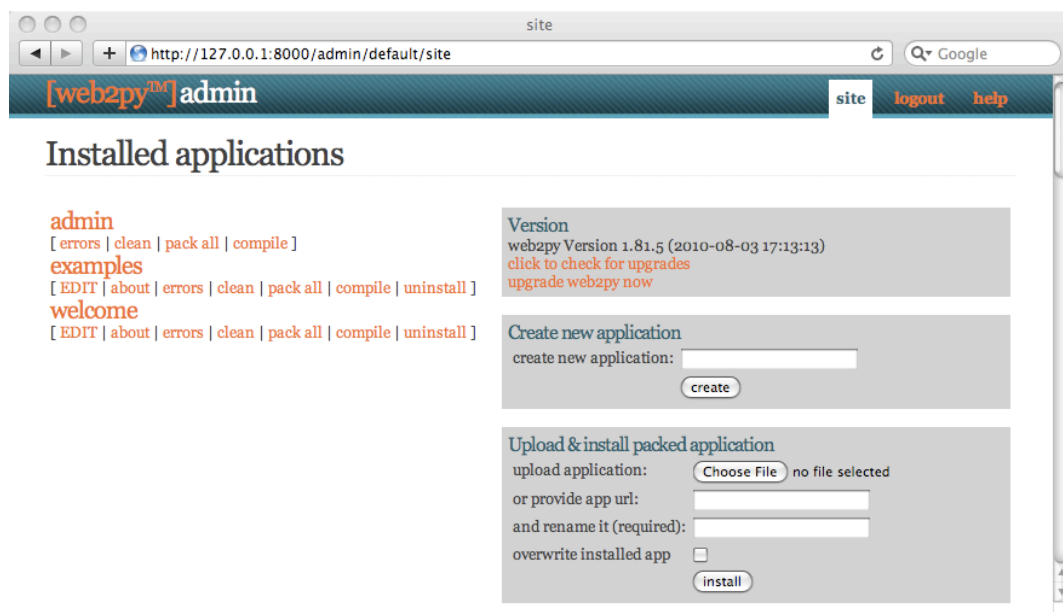 site
http://127.0.0.1:8000/admin/default/site
Google
[web2py™]admin
site logout help
Installed applications
admin
[ errors | clean | pack all | compile ]
examples
[ EDIT | about | errors | clean | pack all | compile | uninstall ]
welcome
[ EDIT | about | errors | clean | pack all | compile | uninstall ]
Version
web2py Version 1.81.5 (2010-08-03 17:13:13)
click to check for upgrades
upgrade web2py now
Create new application
create new application:
create
Upload & install packed application
upload application: Choose File no file selected
or provide app url:
and rename it (required):
overwrite installed app
install